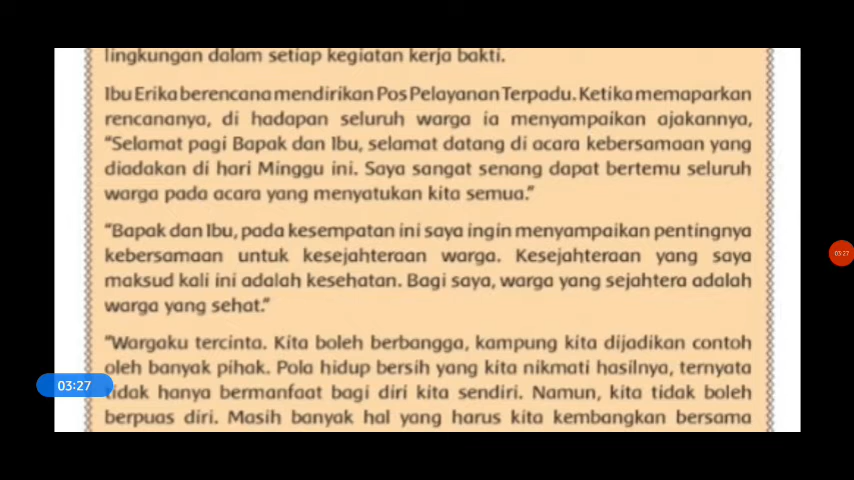 lingkungan dalam setiap kegiatan kerja bakti.
Ibu Erika berencana mendirikan Pos Pelayanan Terpadu. Ketika memaparkan
rencananya, di hadapan seluruh warga ia menyampaikan ajakannya,
“Selamat pagi Bapak dan Ibu, selamat datang di acara kebersamaan yang
diadakan di hari Minggu ini. Saya sangat senang dapat bertemu seluruh
warga pada acara yang menyatukan kita semua.”
“Bapak dan Ibu, pada kesempatan ini saya ingin menyampaikan pentingnya
kebersamaan untuk kesejahteraan warga. Kesejahteraan yang saya
maksud kali ini adalah kesehatan. Bagi saya, warga yang sejahtera adalah
warga yang sehat.”
“Wargaku tercinta. Kita boleh berbangga, kampung kita dijadikan contoh
oleh banyak pihak. Pola hidup bersih yang kita nikmati hasilnya, ternyata
tidak hanya bermanfaat bagi diri kita sendiri. Namun, kita tidak boleh
berpuas diri. Masih banyak hal yang harus kita kembangkan bersama
03:27
03:27